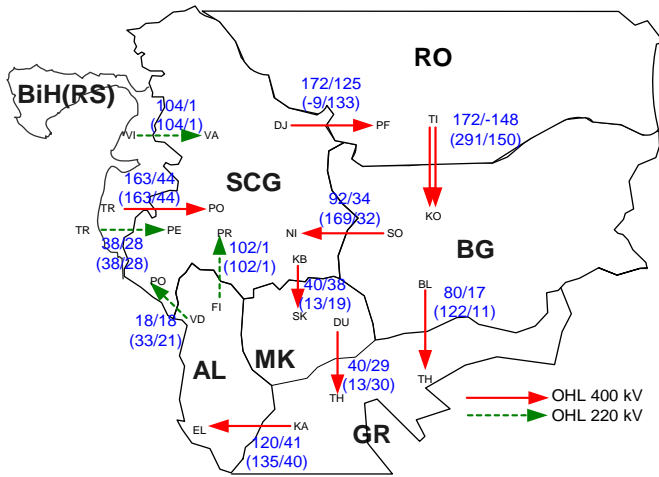 RO
BiH(RS)
172/125
(-9/133)
104/1
(104/1)
DJ
PF
TI
172/-148
(291/150)
VI
VA
163/44
(163/44)
SCG
92/34
(169/32)
TR
PO
KO
TR
PE
PR
NI
SO
BG
38/28
(38/28)
102/1
(102/1)
KB
PO
40/38
(13/19)
BL
80/17
(122/11)
FI
SK
18/18
(33/21)
VD
DU
MK
AL
40/29
(13/30)
TH
TH
OHL 400 kV
OHL 220 kV
EL
KA
GR
120/41
(135/40)